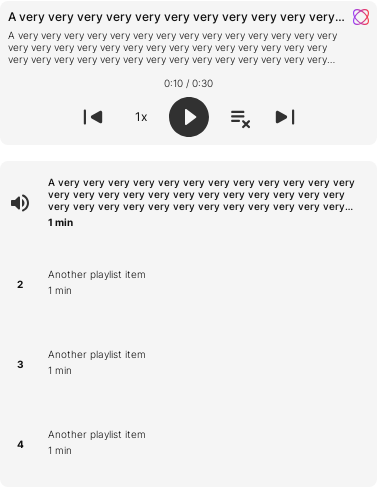 A very very very very very very very very very very very...
A very very very very very very very very very very very very
very very very very very very very very very very very very
very very very very very very very very very very very very...
0:10 / 0:30
1x
A very very very very very very very very very very very
very very very very very very very very very very very very
very very very very very very very very very very very very...
1 min
2
Another playlist item
1 min
3
Another playlist item
1 min
4
Another playlist item
1 min